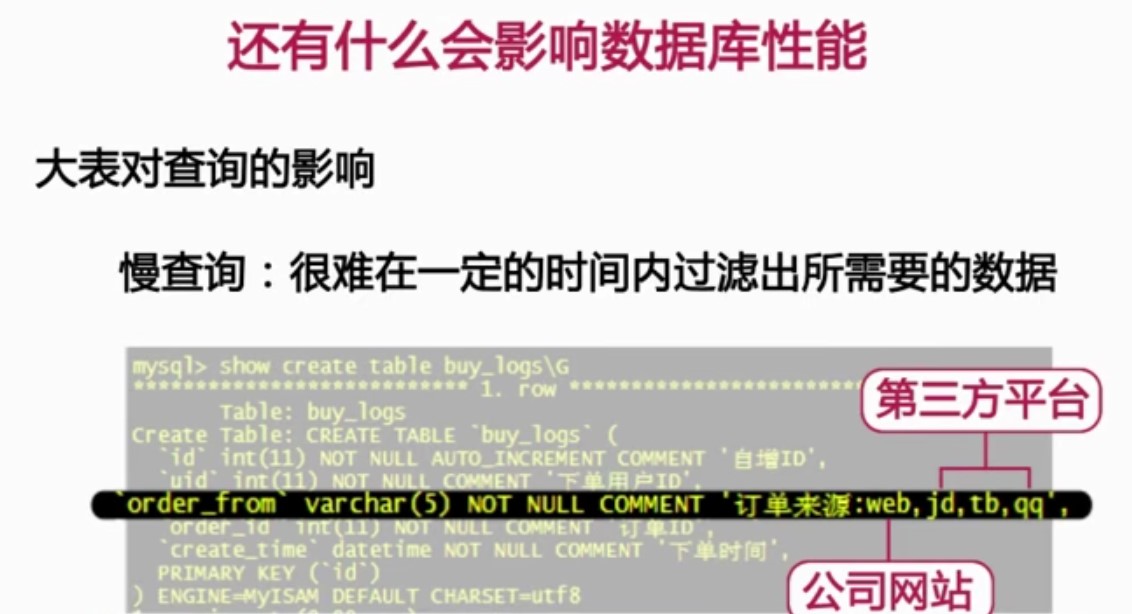 还有什么会影响数据库性能
大表对查询的影响
慢查询：很难在一定的时间内过滤出所需要的数据
mysql> show create table buy_logs\G
*************************** 1. row ***************************
Table: buy_logs
Create Table: CREATE TABLE `buy_logs` (
`id` int(11) NOT NULL AUTO_INCREMENT COMMENT '自增ID',
`uid` int(11) NOT NULL COMMENT '下单用户ID',
第三方平台
`order_from` varchar(5) NOT NULL COMMENT '订单来源:web,jd,tb,qq',
`order_id` int(11) NOT NULL COMMENT '订单ID',
`create_time` datetime NOT NULL COMMENT '下单时间',
PRIMARY KEY (`id`)
) ENGINE=MyISAM DEFAULT CHARSET=utf8
公司网站